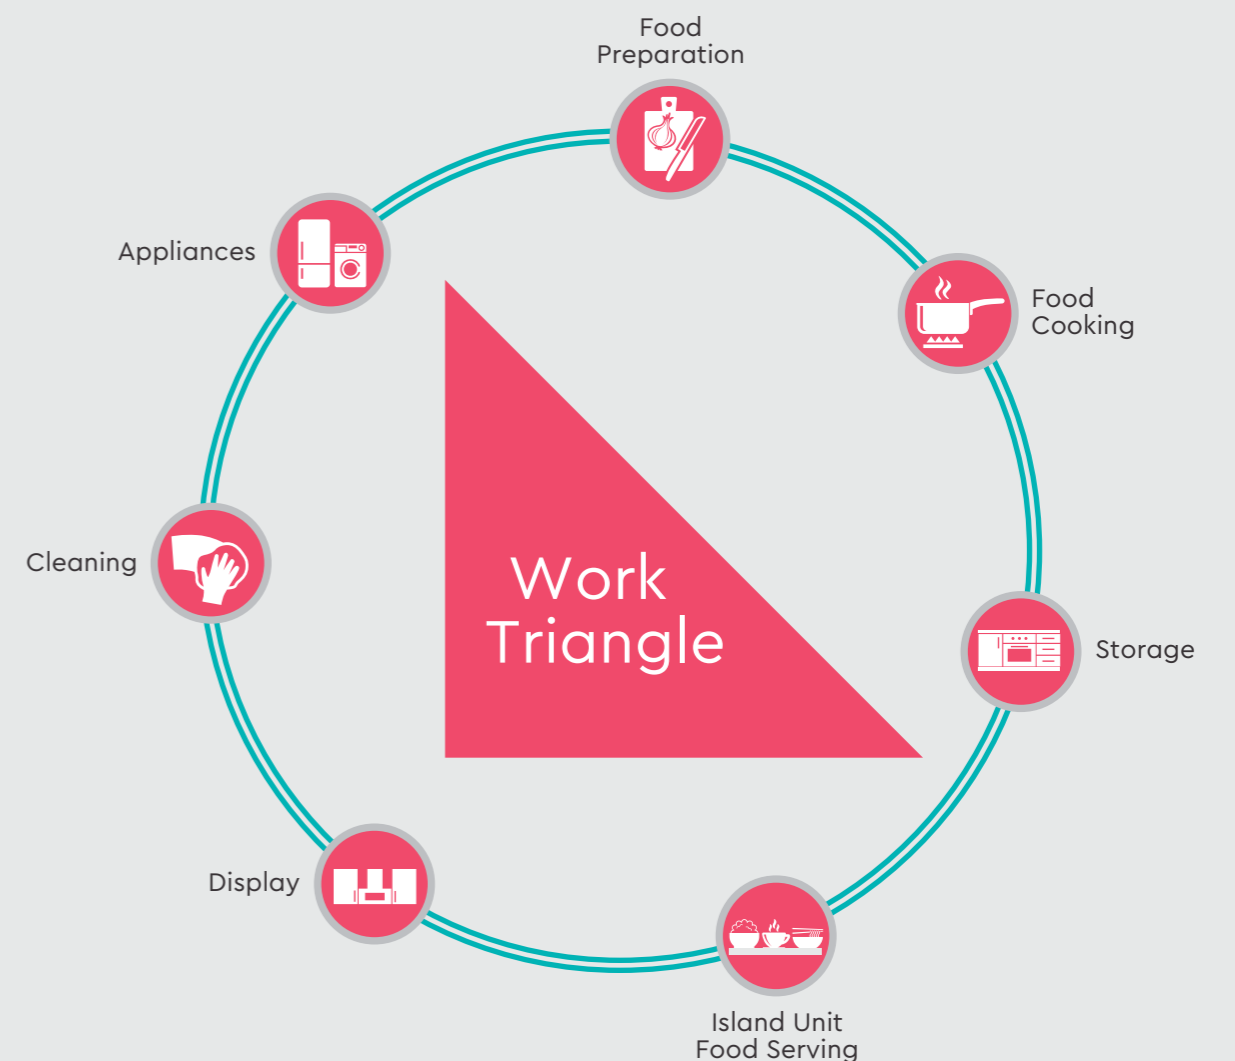 Food
Preparation
Appliances
Food
Cooking
Cleaning
Work
Triangle
Storage
Display
Island Unit
Food Serving